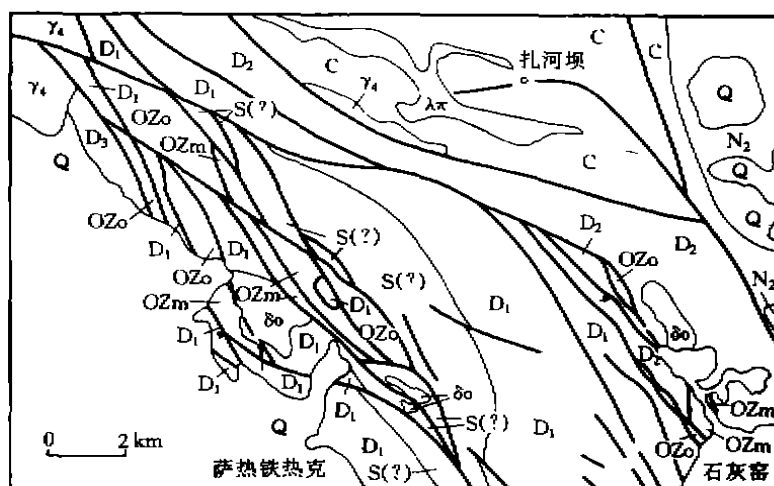 γ₄
D₁
D₂
C
C
扎河坝
γ₄
D₂
D₁
γ₄
λπ
Q
S(?)
OZo
D₃
OZm
C
N₂
Q
Q
OZo
D₁
S(?)
D₂
D₂
Q
D₁
OZo
OZo
S(?)
OZm
OZm
D₁
D₁
N₂
δo
OZo
D₁
D₁
D₁
δo
D₂
D₁
D₁
D₁
δo
OZm
0 2 km
Q
S(?)
OZm
D₁
OZo
萨热铁热克
S(?)
石灰窑